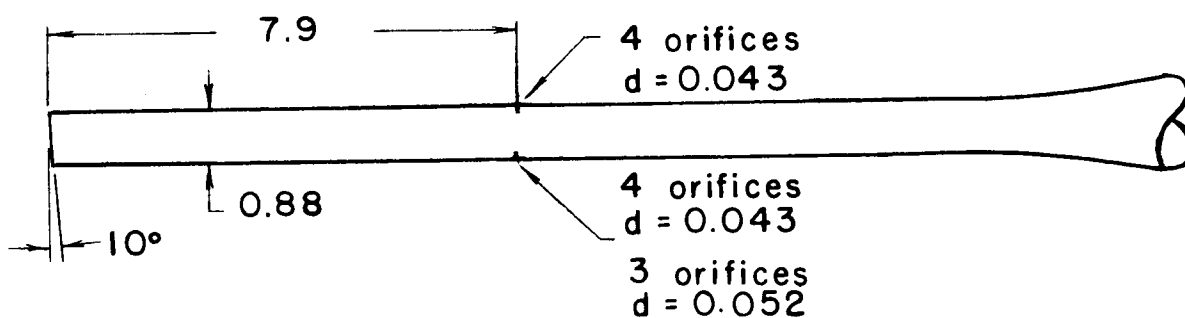 7.9
4 orifices
d = 0.043
0.88
4 orifices
d = 0.043
10°
3 orifices
d = 0.052